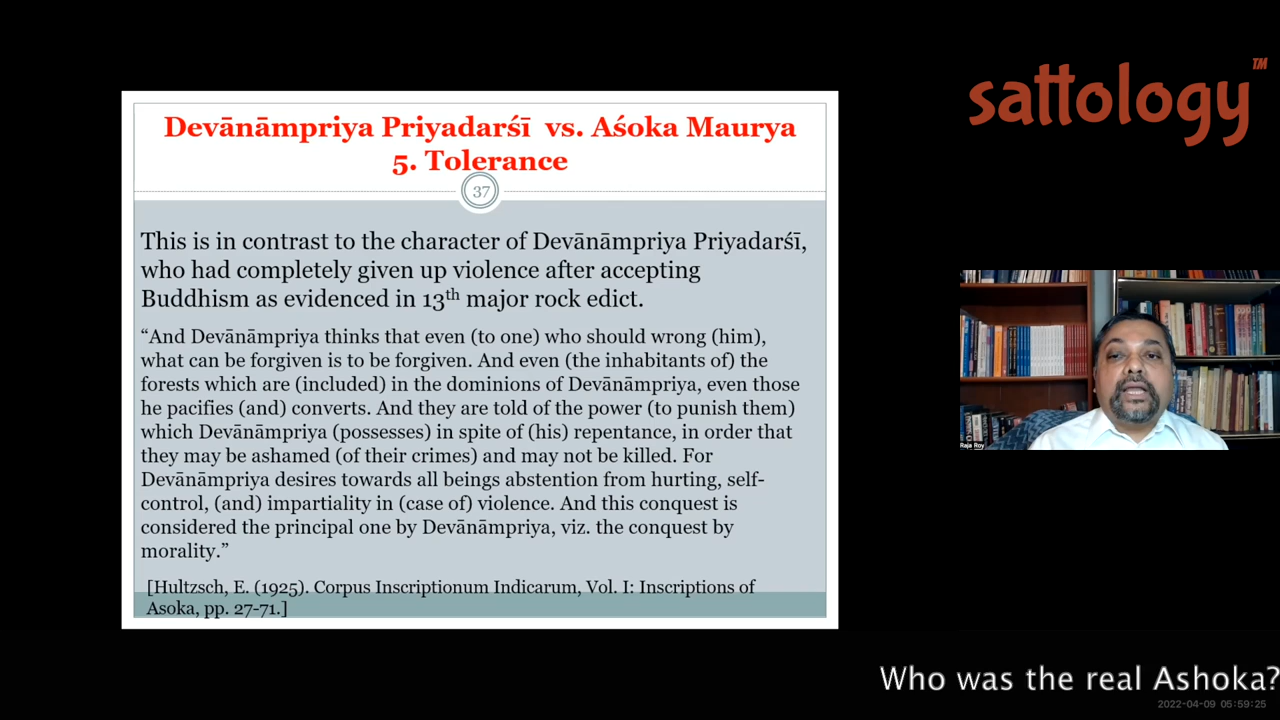 sattology™
Devānāmpriya Priyadarśī vs. Aśoka Maurya
5. Tolerance
37
This is in contrast to the character of Devānāmpriya Priyadarśī,
who had completely given up violence after accepting
Buddhism as evidenced in 13th major rock edict.
“And Devānāmpriya thinks that even (to one) who should wrong (him),
what can be forgiven is to be forgiven. And even (the inhabitants of) the
forests which are (included) in the dominions of Devānāmpriya, even those
he pacifies (and) converts. And they are told of the power (to punish them)
which Devānāmpriya (possesses) in spite of (his) repentance, in order that
they may be ashamed (of their crimes) and may not be killed. For
Devānāmpriya desires towards all beings abstention from hurting, self-
control, (and) impartiality in (case of) violence. And this conquest is
considered the principal one by Devānāmpriya, viz. the conquest by
morality.”
[Hultzsch, E. (1925). Corpus Inscriptionum Indicarum, Vol. I: Inscriptions of
Asoka, pp. 27-71.]
Raja Roy
Who was the real Ashoka?
2022-04-09 05:59:25